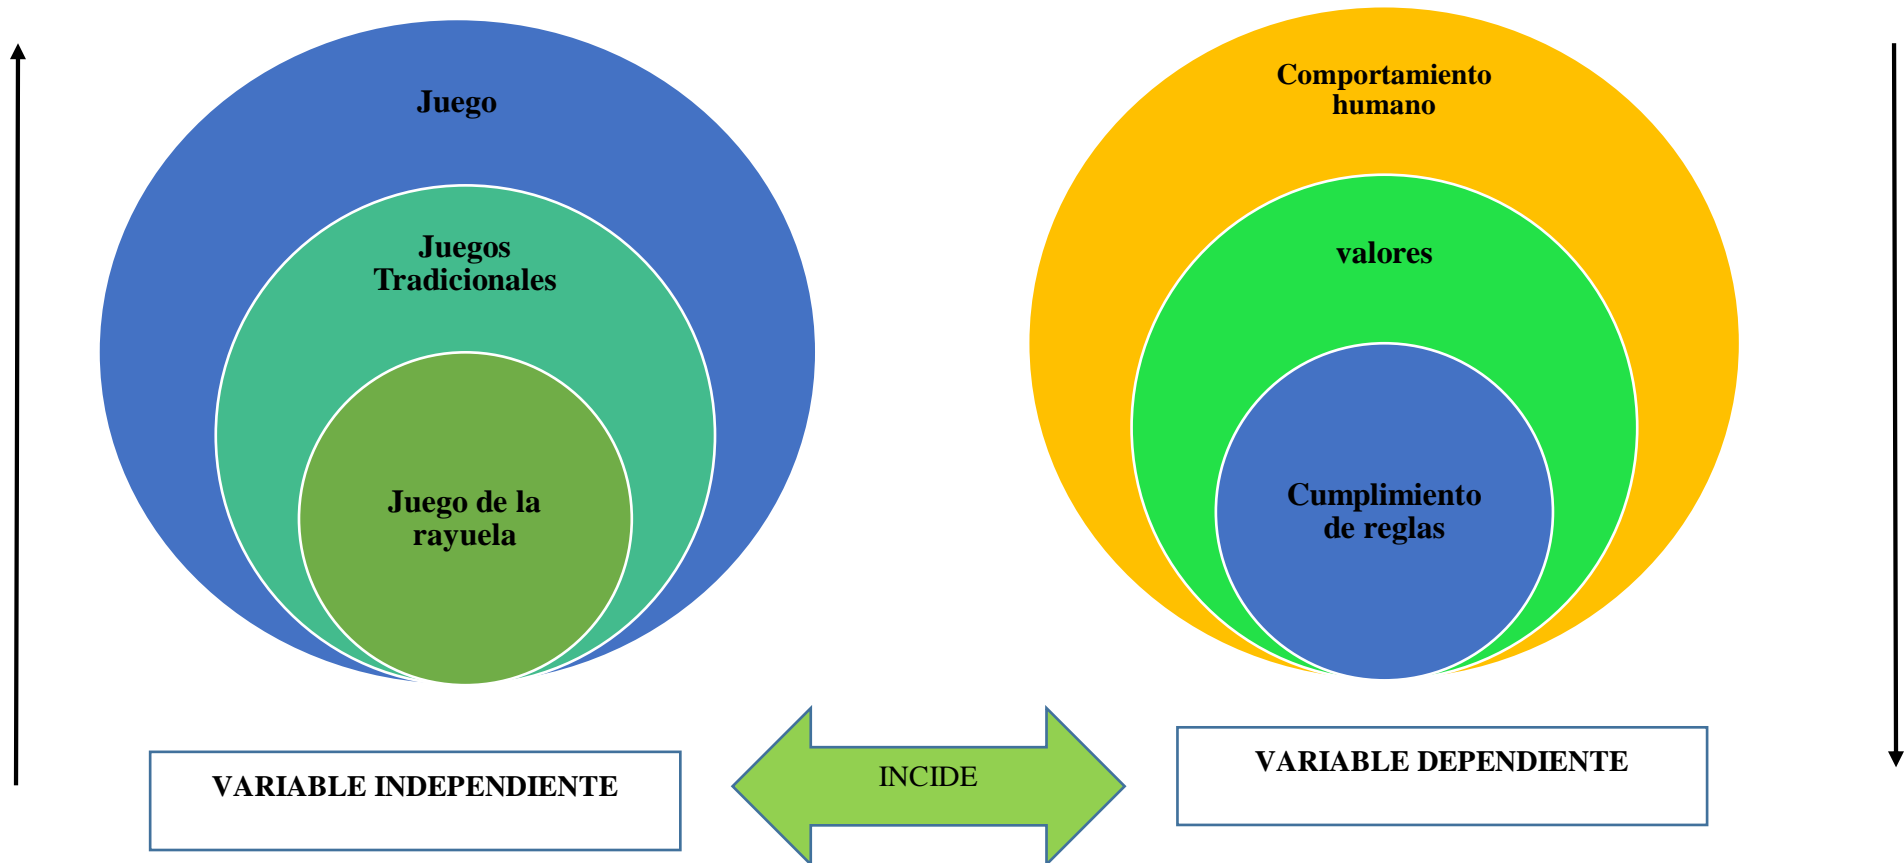 Juego
Juegos
Tradicionales
Juego de la
rayuela
Comportamiento
humano
valores
Cumplimiento
de reglas
VARIABLE INDEPENDIENTE
INCIDE
VARIABLE DEPENDIENTE